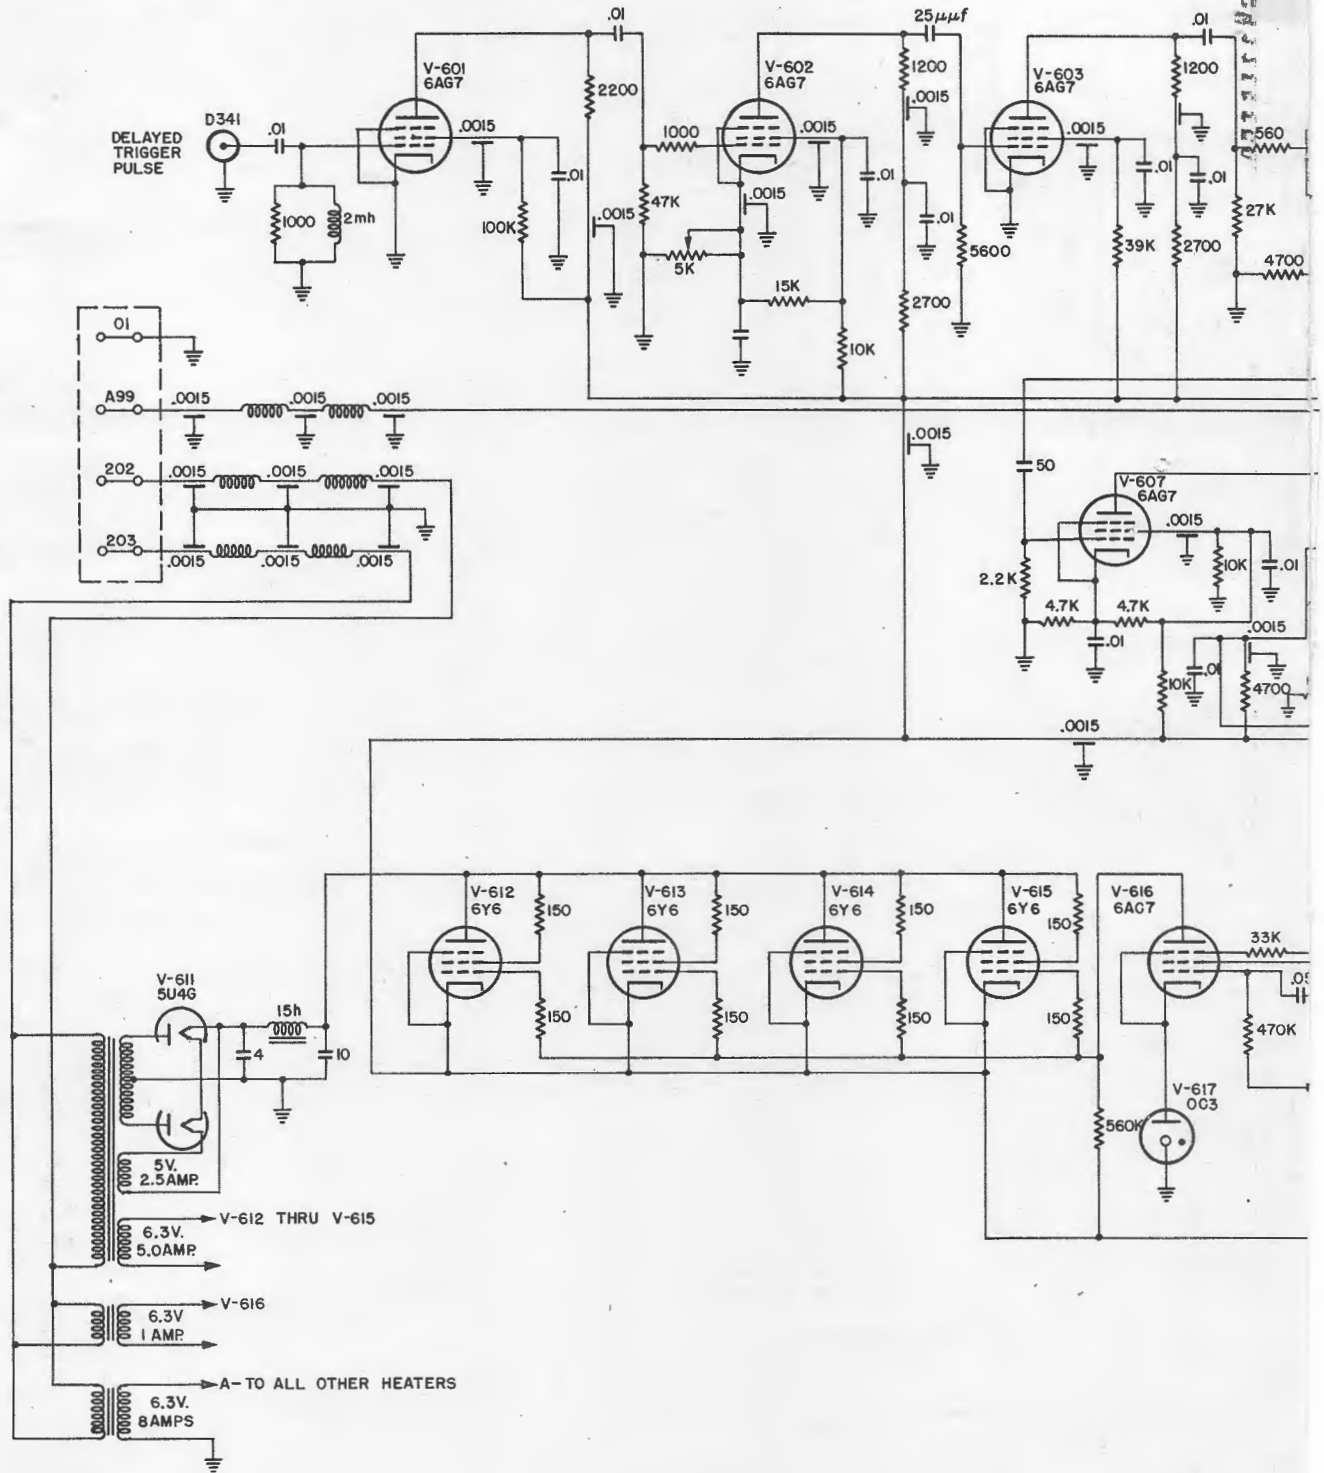 .01
25μμf
.01
V-601
6AG7
2200
V-602
6AG7
1200
.0015
V-603
6AG7
1200
D341
DELAYED
TRIGGER
PULSE
.01
.0015
1000
.0015
.0015
560
.01
.01
.01
.01
1000
2mh
100K
.0015
47K
.0015
.01
27K
5K
5600
39K
2700
4700
15K
2700
10K
01
A99
.0015
.0015
.0015
.0015
202
.0015
.0015
.0015
50
V-607
6AG7
.0015
203
.0015
.0015
.0015
2.2K
10K
.01
4.7K
4.7K
.01
.0015
.01
10K
4700
.0015
V-612
6Y6
150
V-613
6Y6
150
V-614
6Y6
150
V-615
6Y6
150
V-616
6AC7
33K
V-611
5U4G
15h
150
150
150
150
470K
4
10
V-617
OC3
560K
5V.
2.5AMP.
V-612 THRU V-615
6.3V.
5.0AMP.
V-616
6.3V
1 AMP.
A-TO ALL OTHER HEATERS
6.3V.
8AMPS